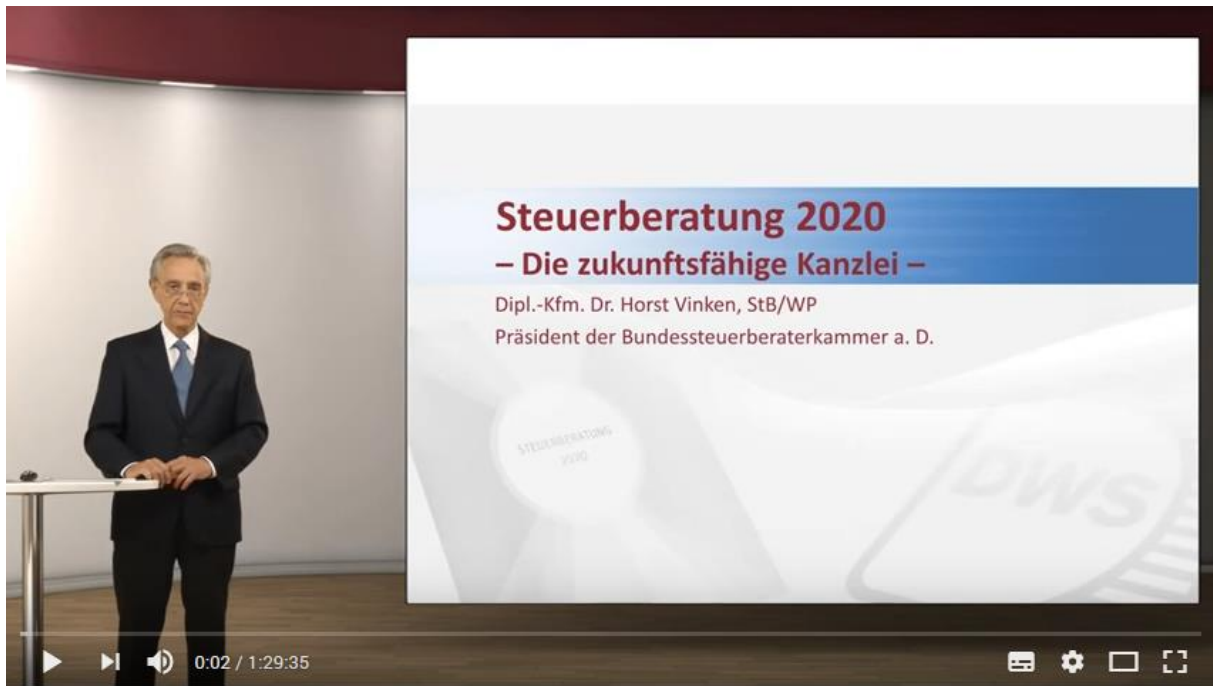 Steuerberatung 2020
– Die zukunftsfähige Kanzlei –
Dipl.-Kfm. Dr. Horst Vinken, StB/WP
Präsident der Bundessteuerberaterkammer a. D.
STEUERBERATUNG
2020
DWS
0:02 / 1:29:35